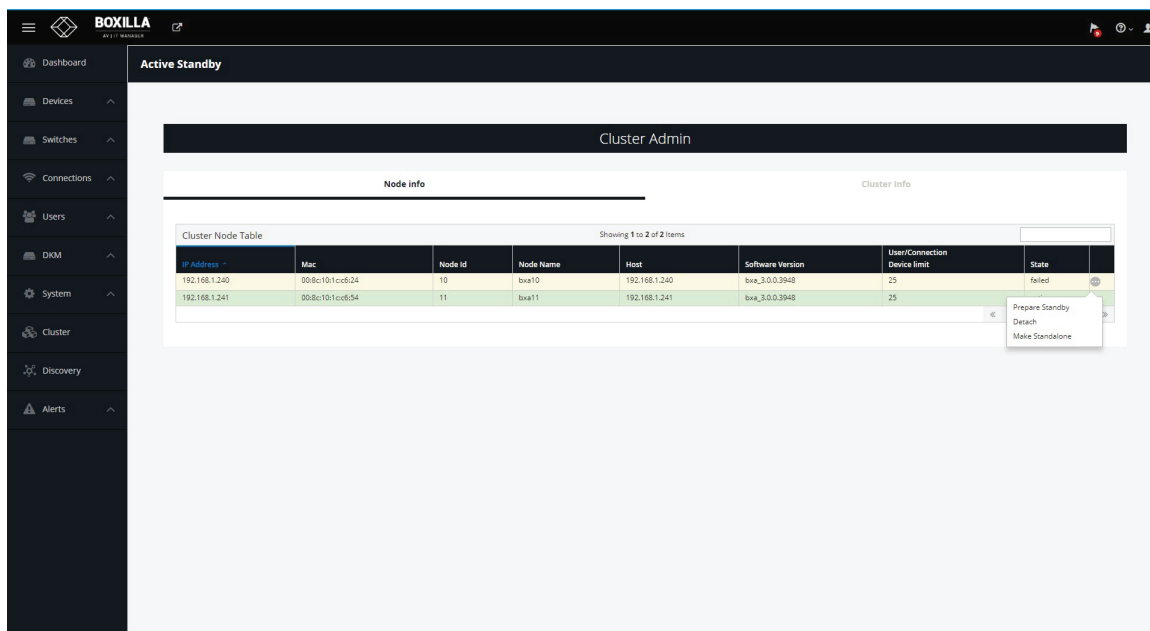 BOXILLA
AV | IT MANAGER
9
Dashboard
Active Standby
Devices
Switches
Connections
Users
DKM
System
Cluster
Discovery
Alerts
Cluster Admin
Node info
Cluster Info
Cluster Node Table
Showing 1 to 2 of 2 Items
IP Address Mac Node Id Node Name Host Software Version User/Connection Device limit State
192.168.1.240 00:8c:10:1c:c6:24 10 bxa10 192.168.1.240 bxa_3.0.0.3948 25 failed
192.168.1.241 00:8c:10:1c:c6:54 11 bxa11 192.168.1.241 bxa_3.0.0.3948 25
Prepare Standby
Detach
Make Standalone